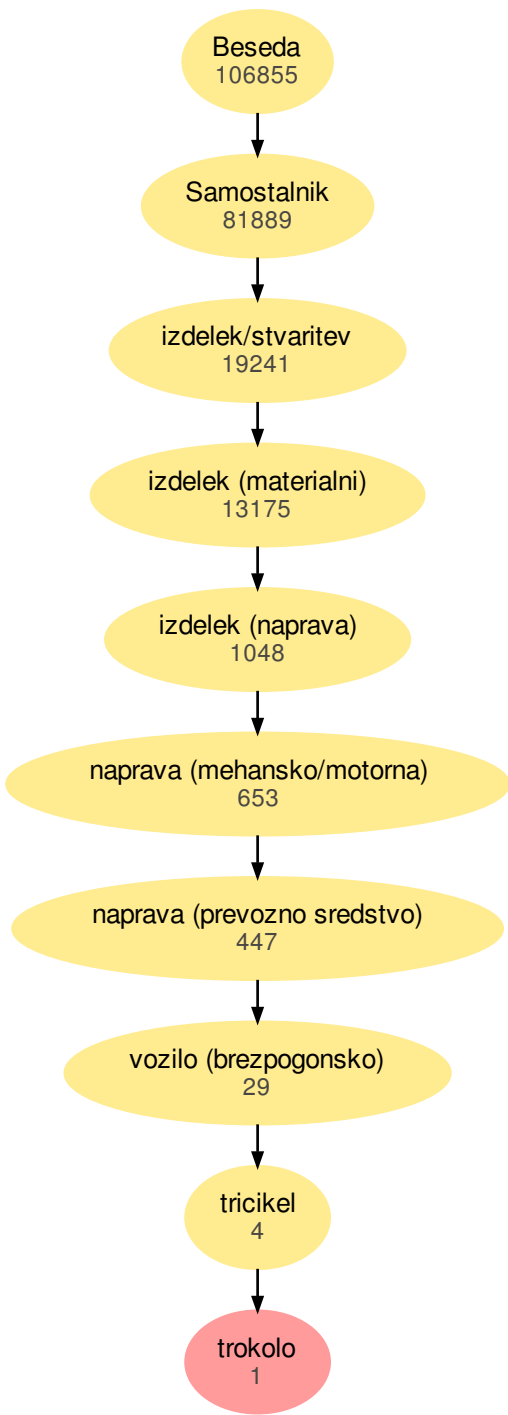 Beseda
106855
Samostalnik
81889
izdelek/stvaritev
19241
izdelek (materialni)
13175
izdelek (naprava)
1048
naprava (mehansko/motorna)
653
naprava (prevozno sredstvo)
447
vozilo (brezpogonsko)
29
tricikel
4
trokolo
1